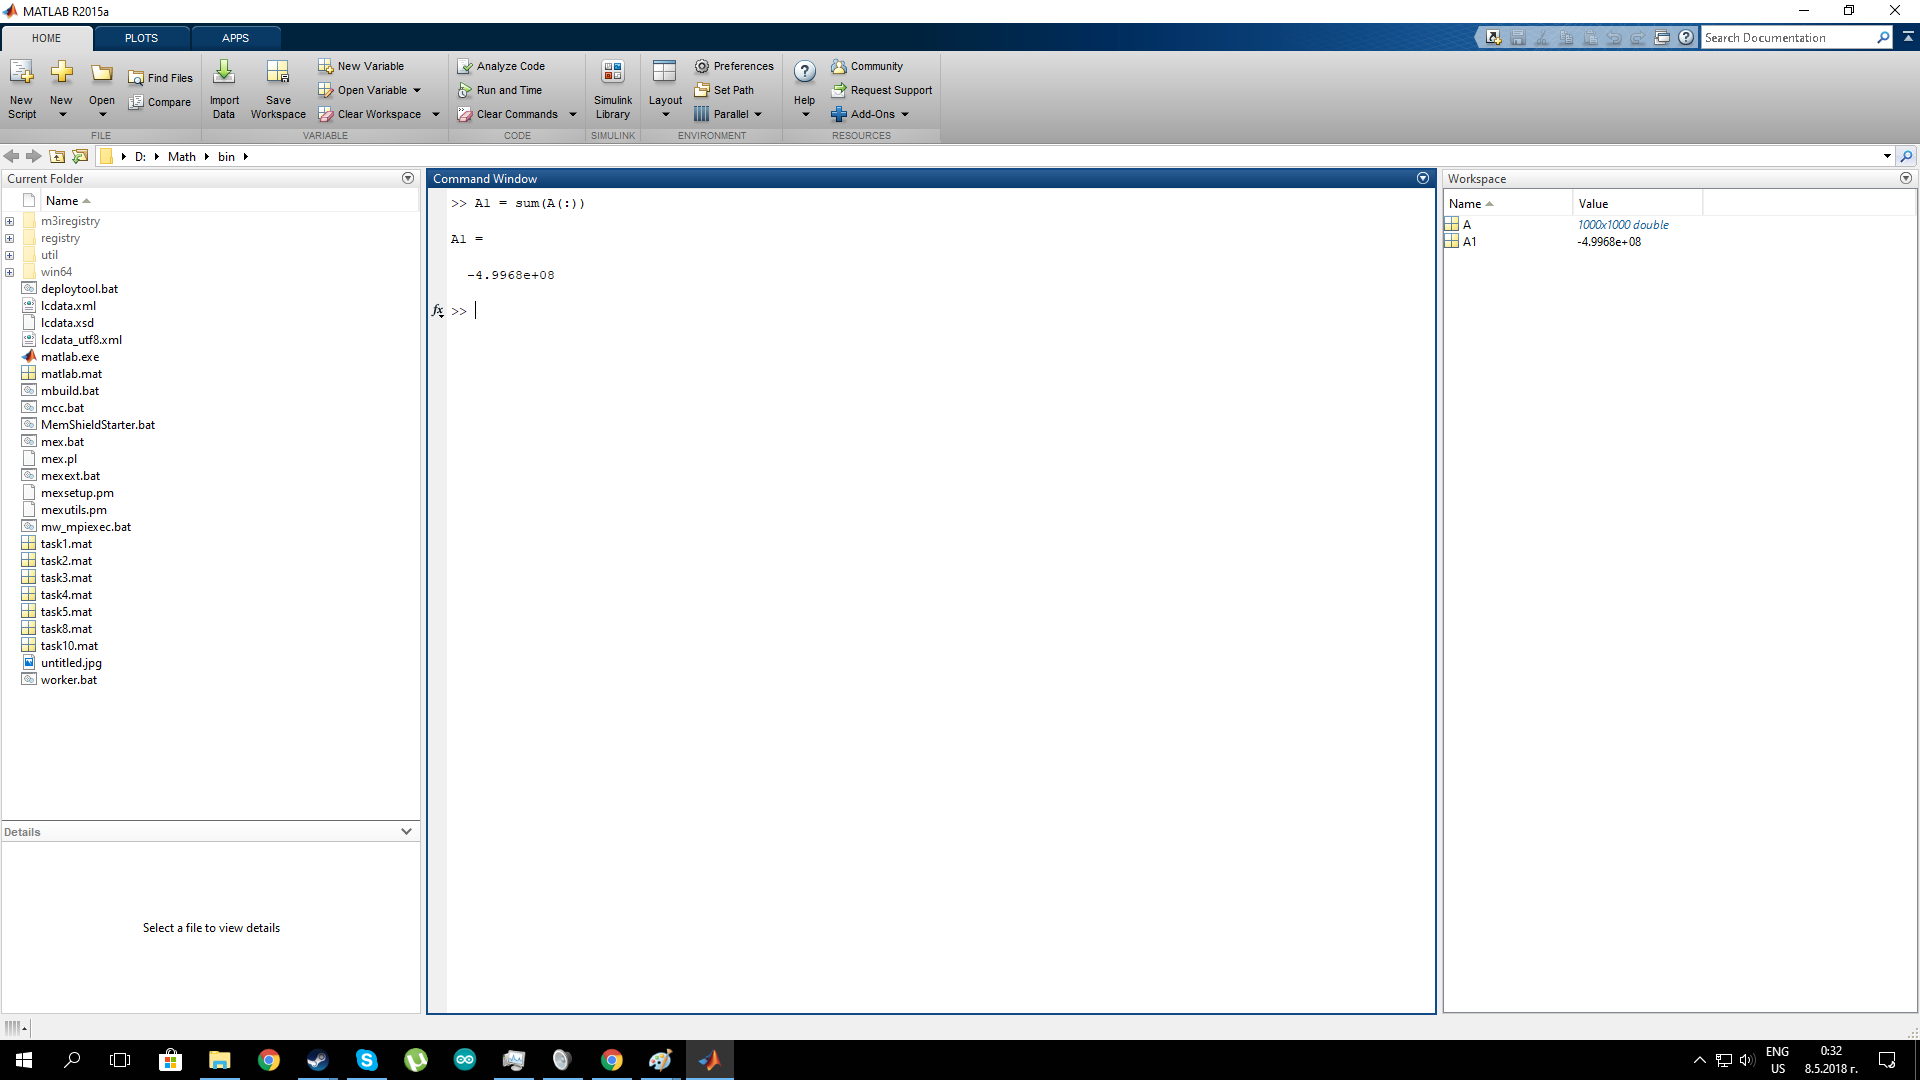 MATLAB R2015a
HOME PLOTS APPS
Search Documentation
New Script
New
Open
Find Files
Compare
FILE
Import Data
Save Workspace
New Variable
Open Variable
Clear Workspace
VARIABLE
Analyze Code
Run and Time
Clear Commands
CODE
Simulink Library
SIMULINK
Layout
Preferences
Set Path
Parallel
ENVIRONMENT
Help
Community
Request Support
Add-Ons
RESOURCES
D: Math bin
Current Folder
Name
m3iregistry
registry
util
win64
deploytool.bat
lcdata.xml
lcdata.xsd
lcdata_utf8.xml
matlab.exe
matlab.mat
mbuild.bat
mcc.bat
MemShieldStarter.bat
mex.bat
mex.pl
mexext.bat
mexsetup.pm
mexutils.pm
mw_mpiexec.bat
task1.mat
task2.mat
task3.mat
task4.mat
task5.mat
task8.mat
task10.mat
untitled.jpg
worker.bat
Details
Select a file to view details
Command Window
>> A1 = sum(A(:))
A1 =
-4.9968e+08
fx >>
Workspace
Name Value
A 1000x1000 double
A1 -4.9968e+08
ENG US
0:32
8.5.2018 г.